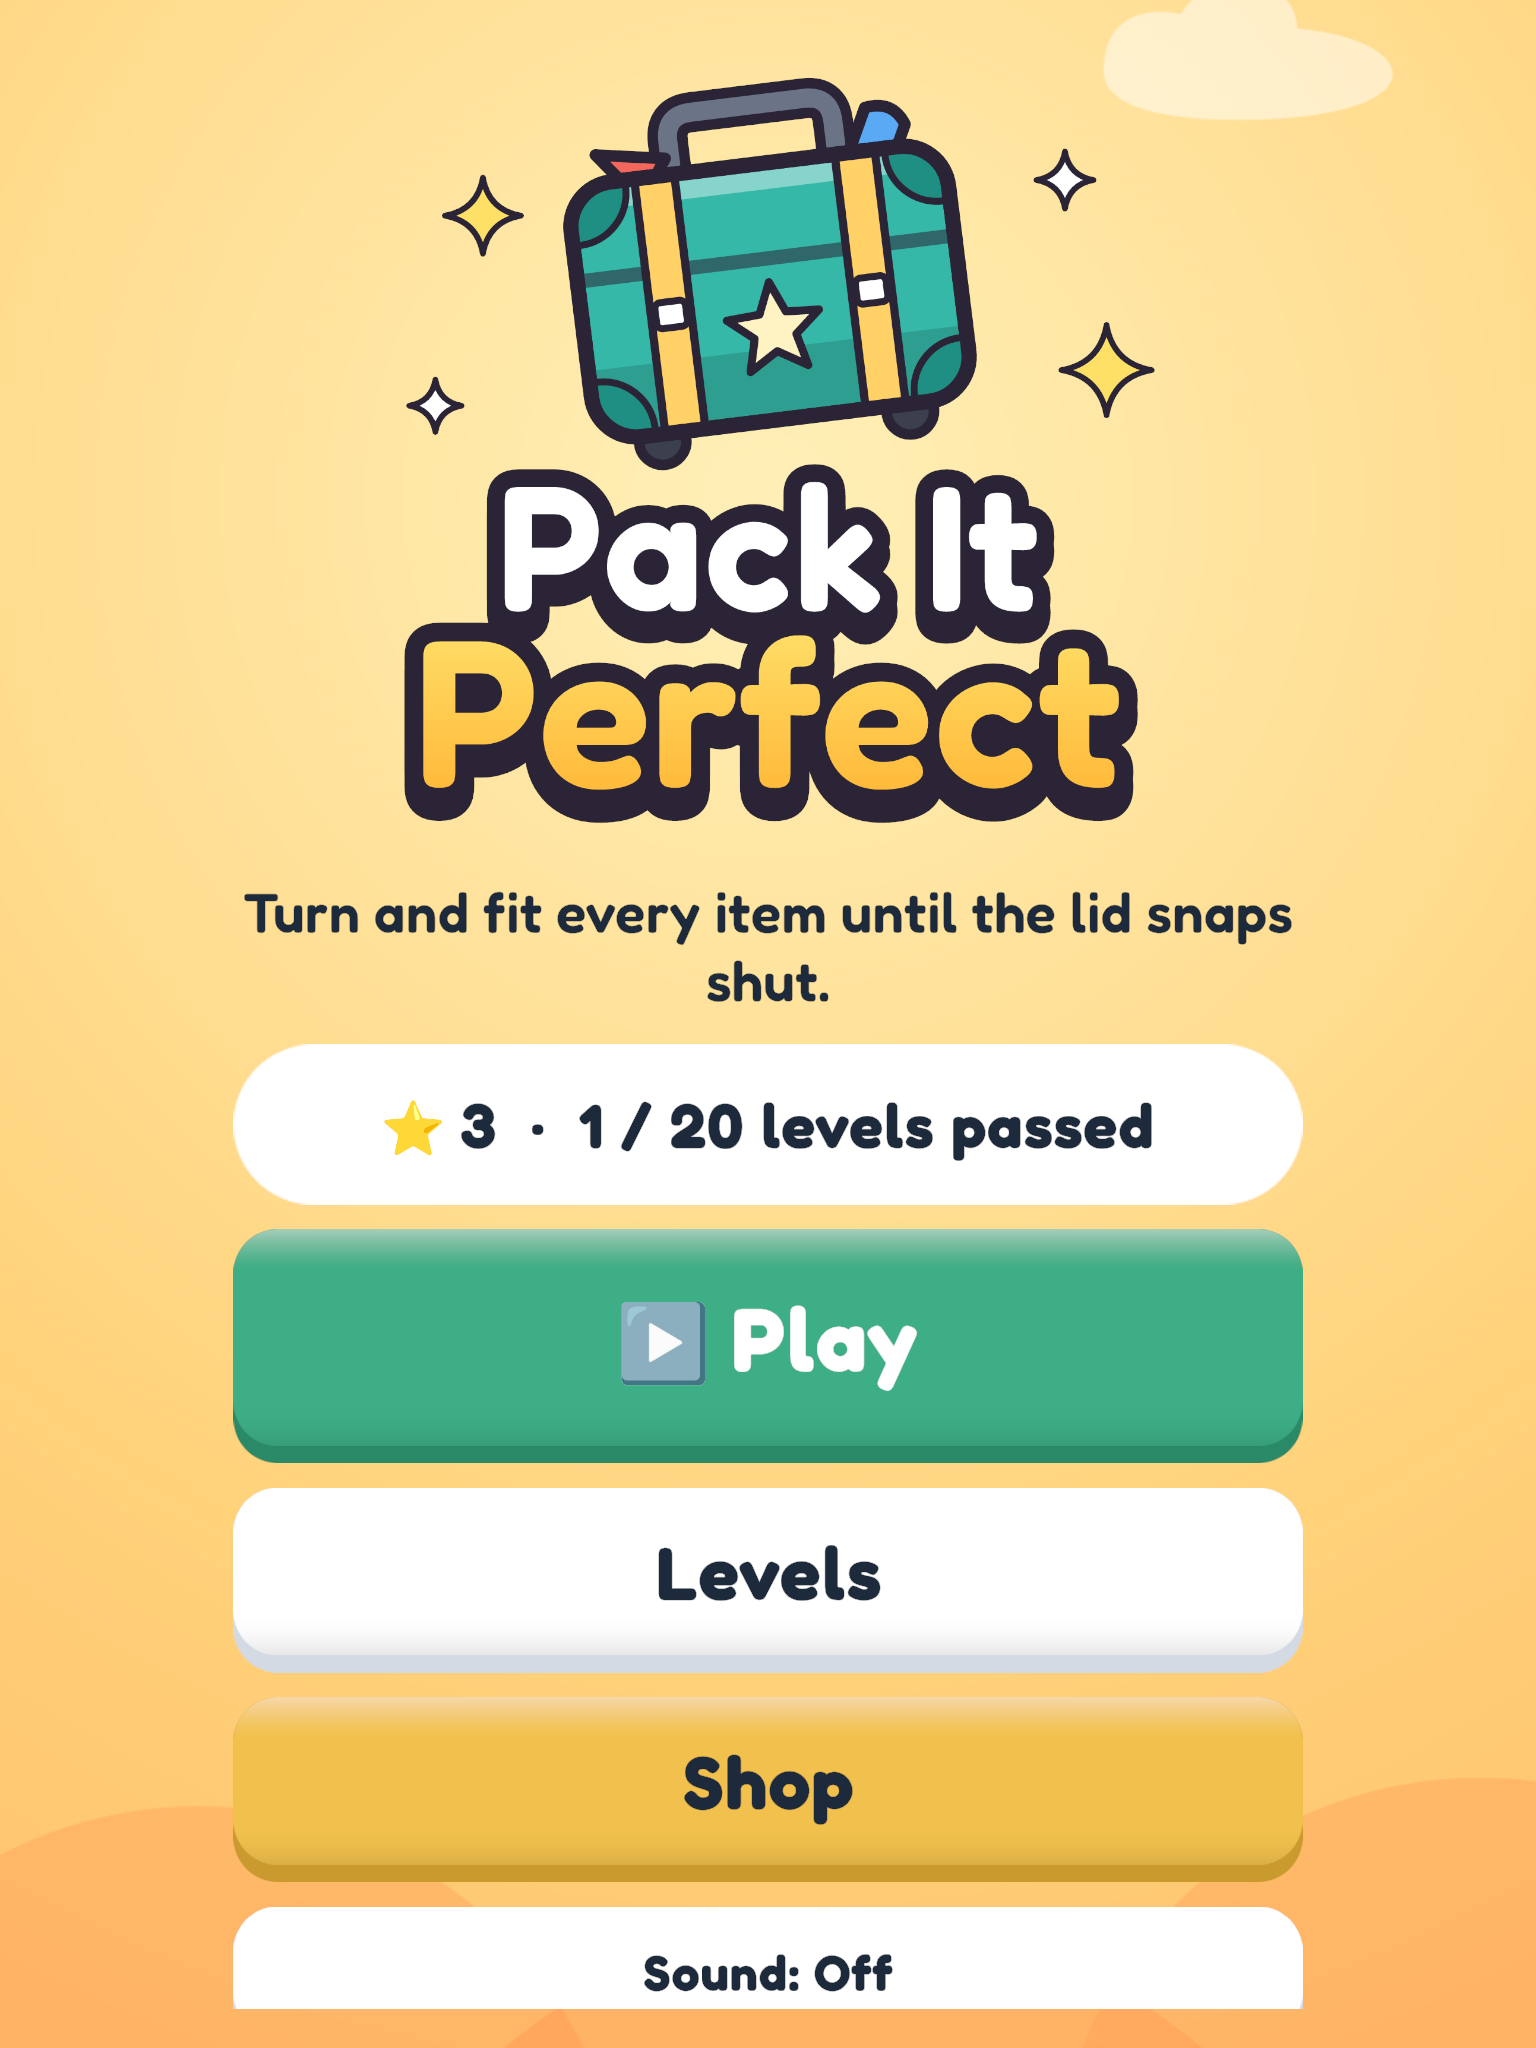 Pack It
Perfect
Turn and fit every item until the lid snaps
shut.
⭐ 3 · 1 / 20 levels passed
▶️ Play
Levels
Shop
Sound: Off